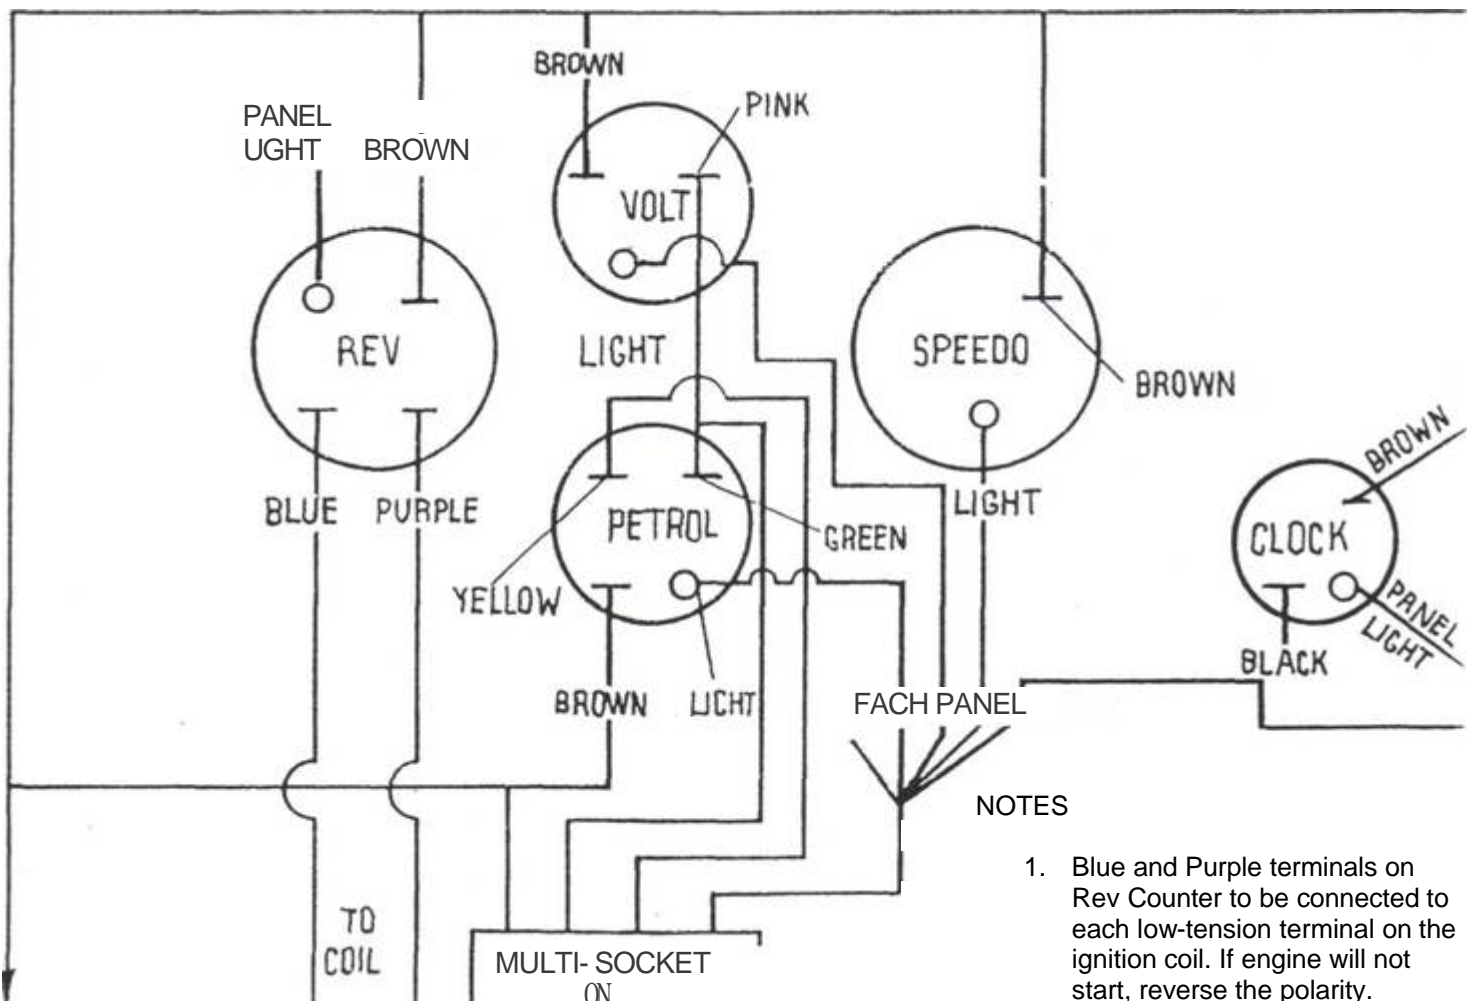 BROWN
PINK
PANEL
UGHT BROWN
VOLT
REV
LIGHT
SPEEDO
BROWN
BROWN
BLUE PURPLE
LIGHT
PETROL
GREEN
CLOCK
YELLOW
PANEL
LIGHT
BLACK
BROWN LICHT
FACH PANEL
NOTES
1. Blue and Purple terminals on
Rev Counter to be connected to
each low-tension terminal on the
ignition coil. If engine will not
start, reverse the polarity.
TO
COIL
MULTI- SOCKET
ON